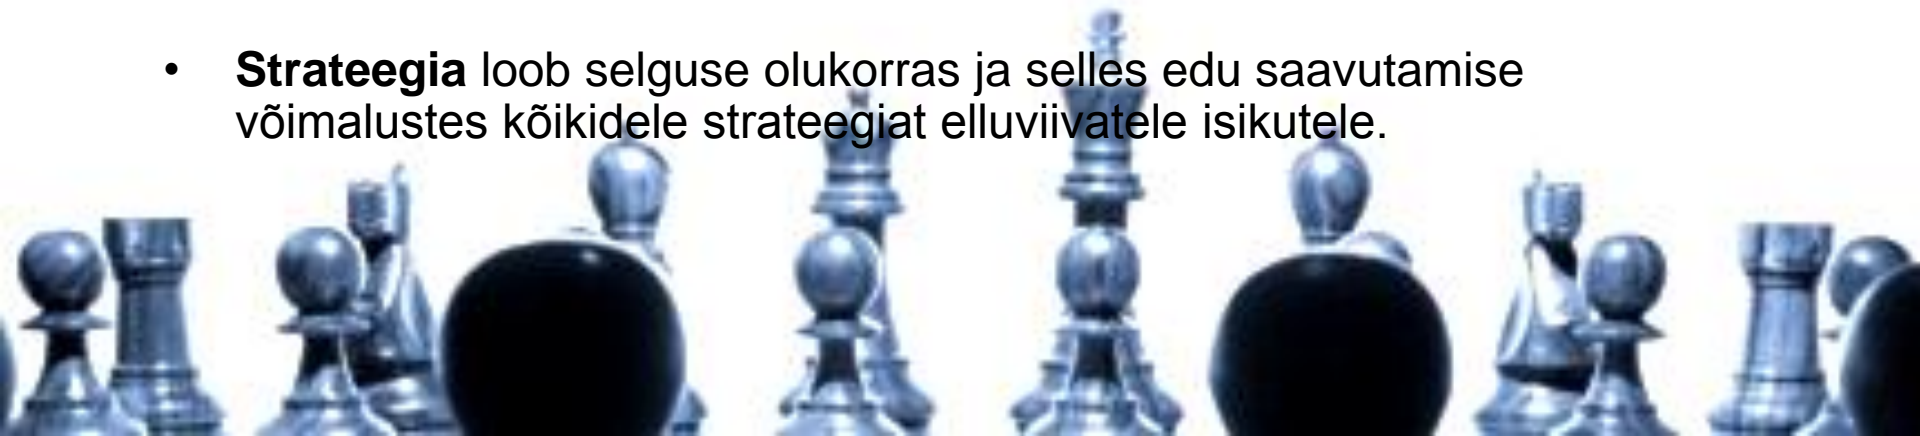 • Strateegia loob selguse olukorras ja selles edu saavutamise
võimalustes kõikidele strateegiat elluviivatele isikutele.